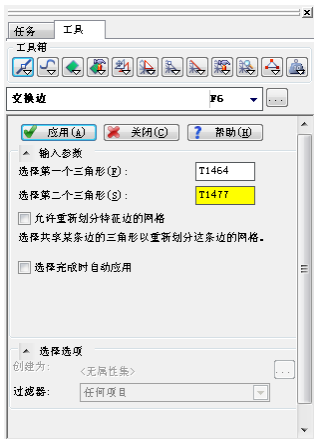 任务 工具
工具箱
交换边 F6 ...
应用(A) 关闭(C) ? 帮助(H)
输入参数
选择第一个三角形(F): T1464
选择第二个三角形(S): T1477
允许重新划分特征边的网格
选择共享某条边的三角形以重新划分这条边的网格。
选择完成时自动应用
选择选项
创建为: <无属性集> ...
过滤器: 任何项目